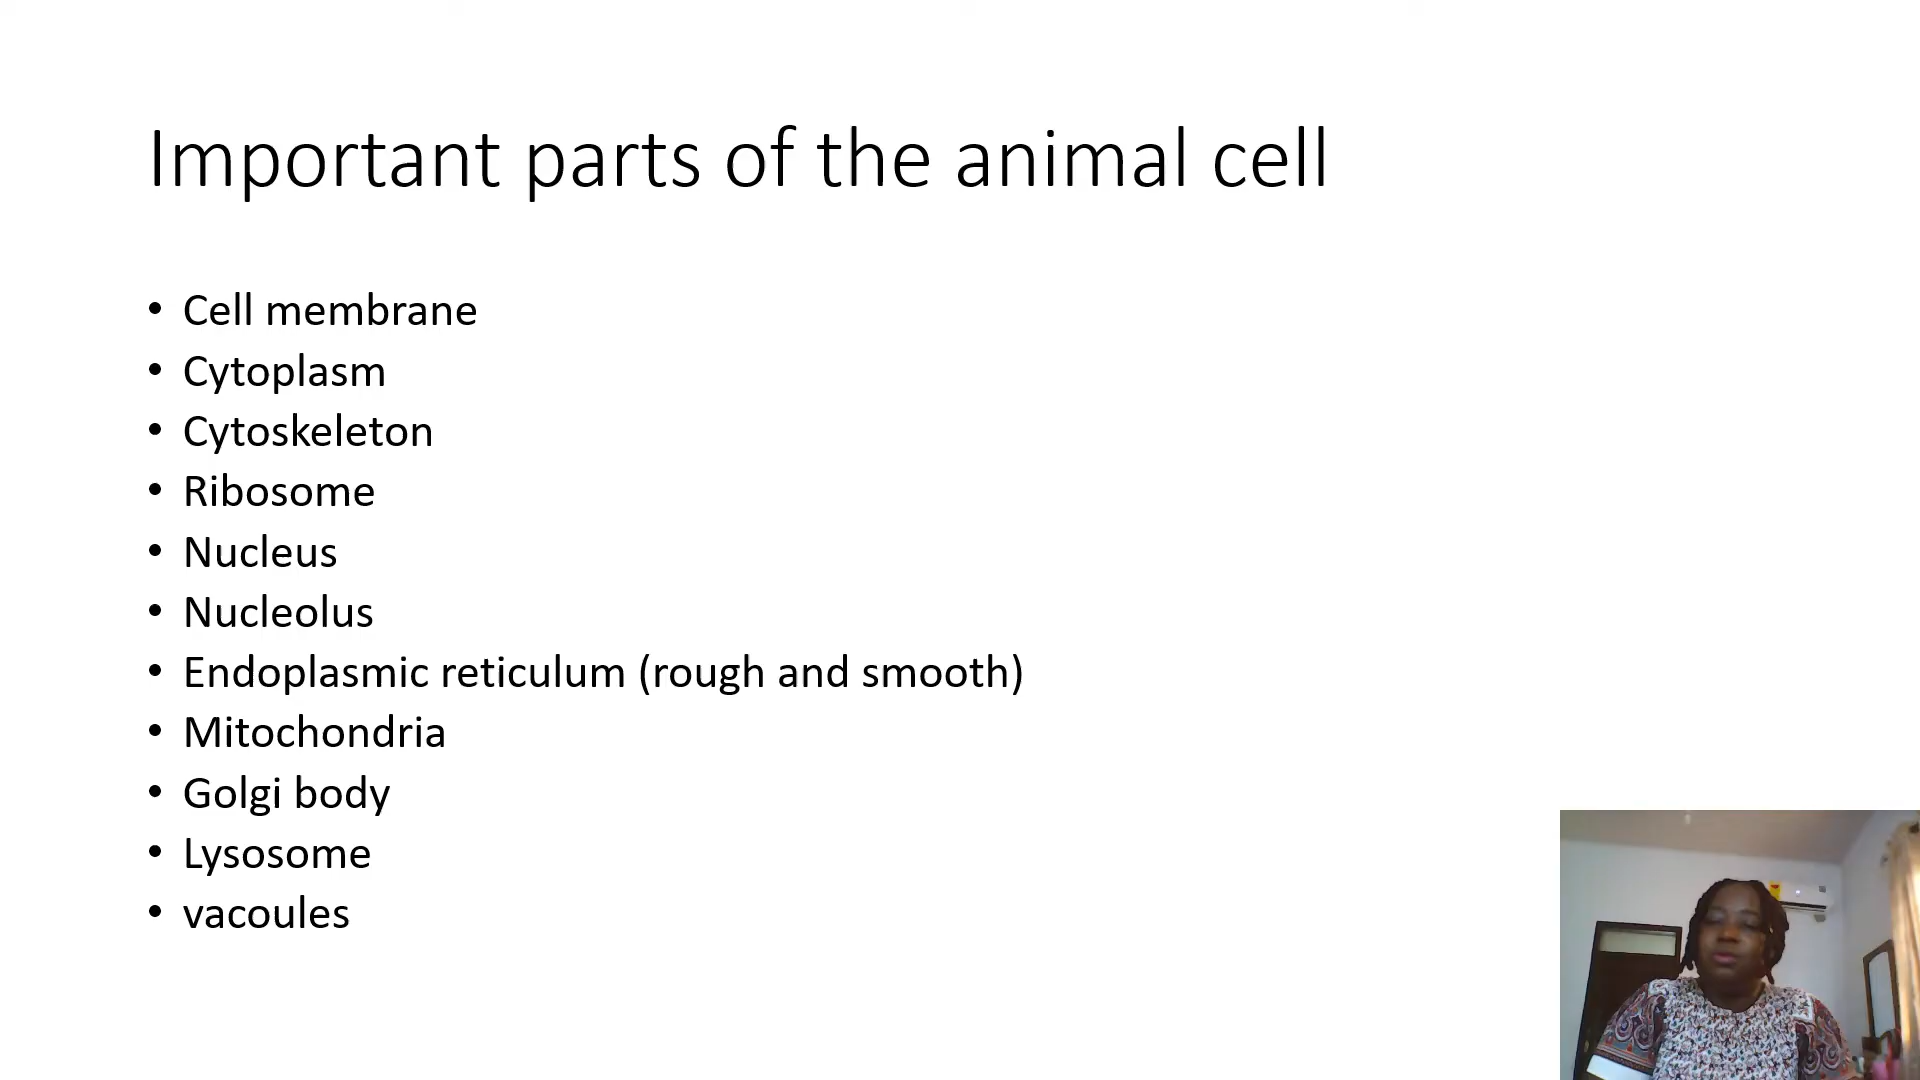 Important parts of the animal cell
• Cell membrane
• Cytoplasm
• Cytoskeleton
• Ribosome
• Nucleus
• Nucleolus
• Endoplasmic reticulum (rough and smooth)
• Mitochondria
• Golgi body
• Lysosome
• vacoules